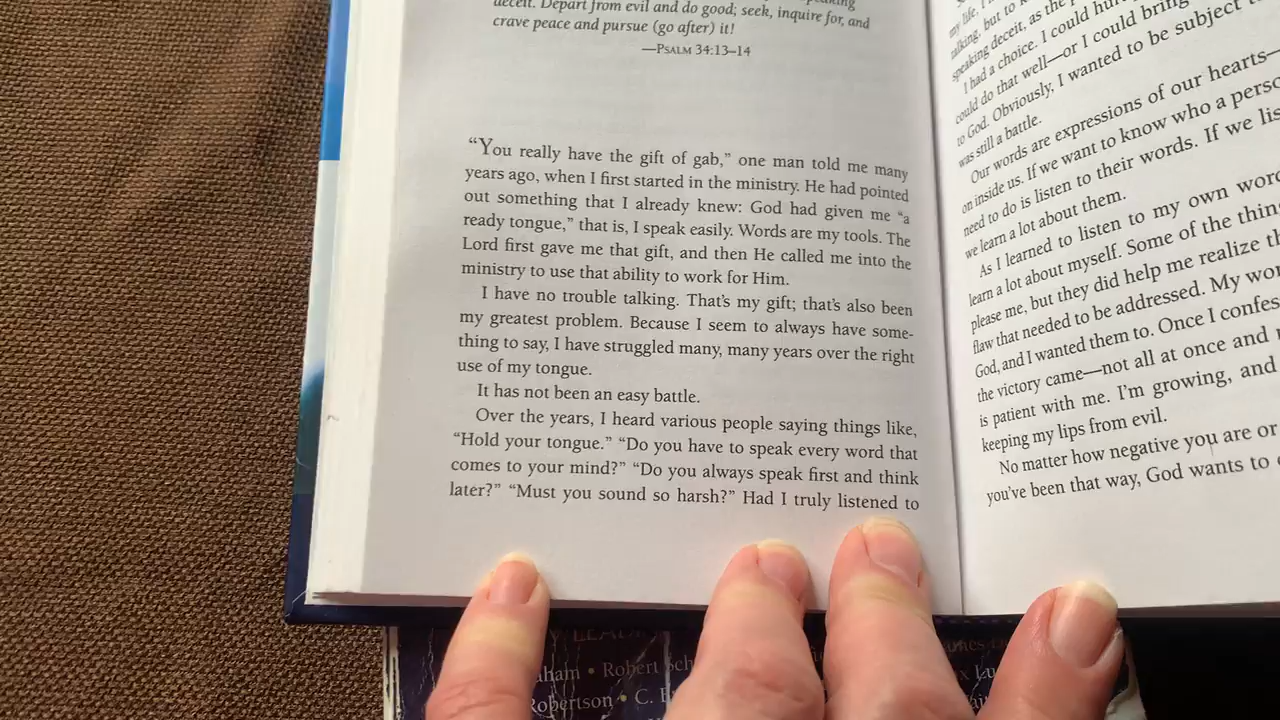 deceit. Depart from evil and do good; seek, inquire for, and
crave peace and pursue (go after) it!
—PSALM 34:13–14
“You really have the gift of gab,” one man told me many
years ago, when I first started in the ministry. He had pointed
out something that I already knew: God had given me “a
ready tongue,” that is, I speak easily. Words are my tools. The
Lord first gave me that gift, and then He called me into the
ministry to use that ability to work for Him.
I have no trouble talking. That’s my gift; that’s also been
my greatest problem. Because I seem to always have some-
thing to say, I have struggled many, many years over the right
use of my tongue.
It has not been an easy battle.
Over the years, I heard various people saying things like,
“Hold your tongue.” “Do you have to speak every word that
comes to your mind?” “Do you always speak first and think
later?” “Must you sound so harsh?” Had I truly listened to
my life, I
talking, but to
speaking deceit, as the
I had a choice. I could hur
could do that well—or I could bring
to God. Obviously, I wanted to be subject
was still a battle.
Our words are expressions of our hearts—
on inside us. If we want to know who a perso
need to do is listen to their words. If we lis
we learn a lot about them.
As I learned to listen to my own word
learn a lot about myself. Some of the thin
please me, but they did help me realize th
flaw that needed to be addressed. My wor
God, and I wanted them to. Once I confes
the victory came—not all at once and
is patient with me. I’m growing, and
keeping my lips from evil.
No matter how negative you are or
you’ve been that way, God wants to
aham • Robert Sch
Robertson • C.